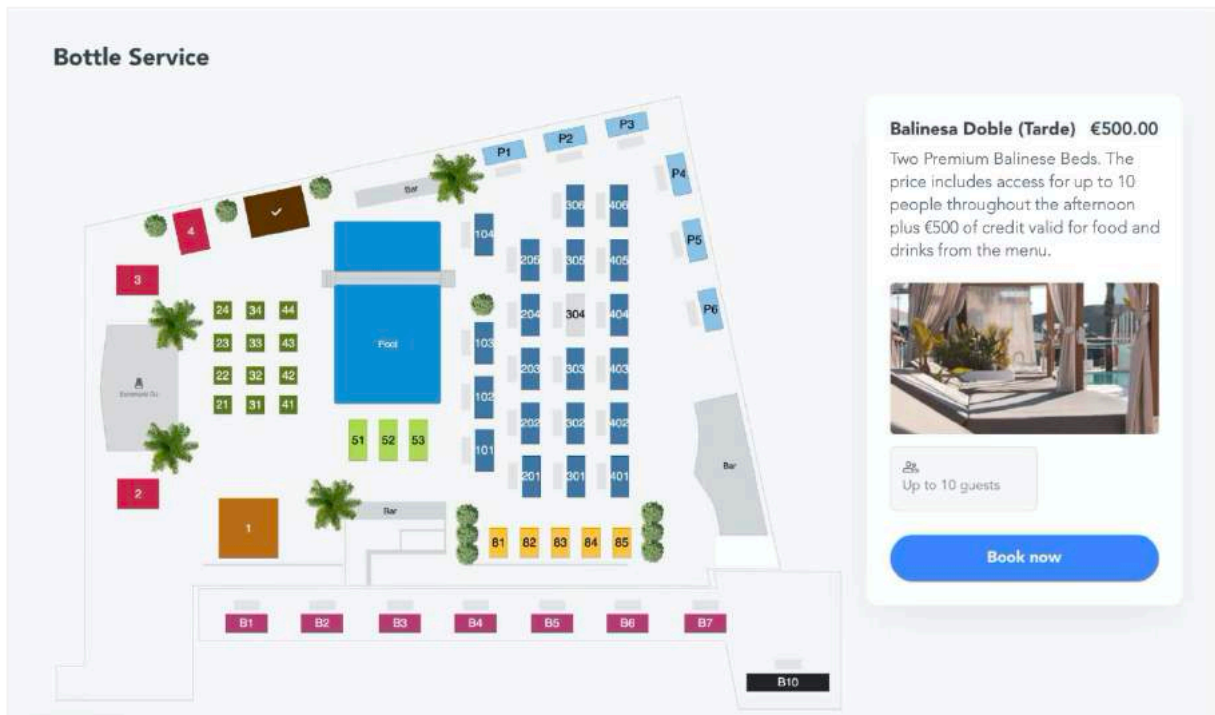 Bottle Service
P1
P2
P3
P4
P5
P6
Bar
4
3
2
1
104
103
102
101
205
204
203
202
201
306
305
304
303
302
301
406
405
404
403
402
401
24 34 44
23 33 43
22 32 42
21 31 41
Pool
51 52 53
Bar
Bar
81 82 83 84 85
B1 B2 B3 B4 B5 B6 B7
B10
Balinesa Doble (Tarde) €500.00
Two Premium Balinese Beds. The
price includes access for up to 10
people throughout the afternoon
plus €500 of credit valid for food and
drinks from the menu.
Up to 10 guests
Book now